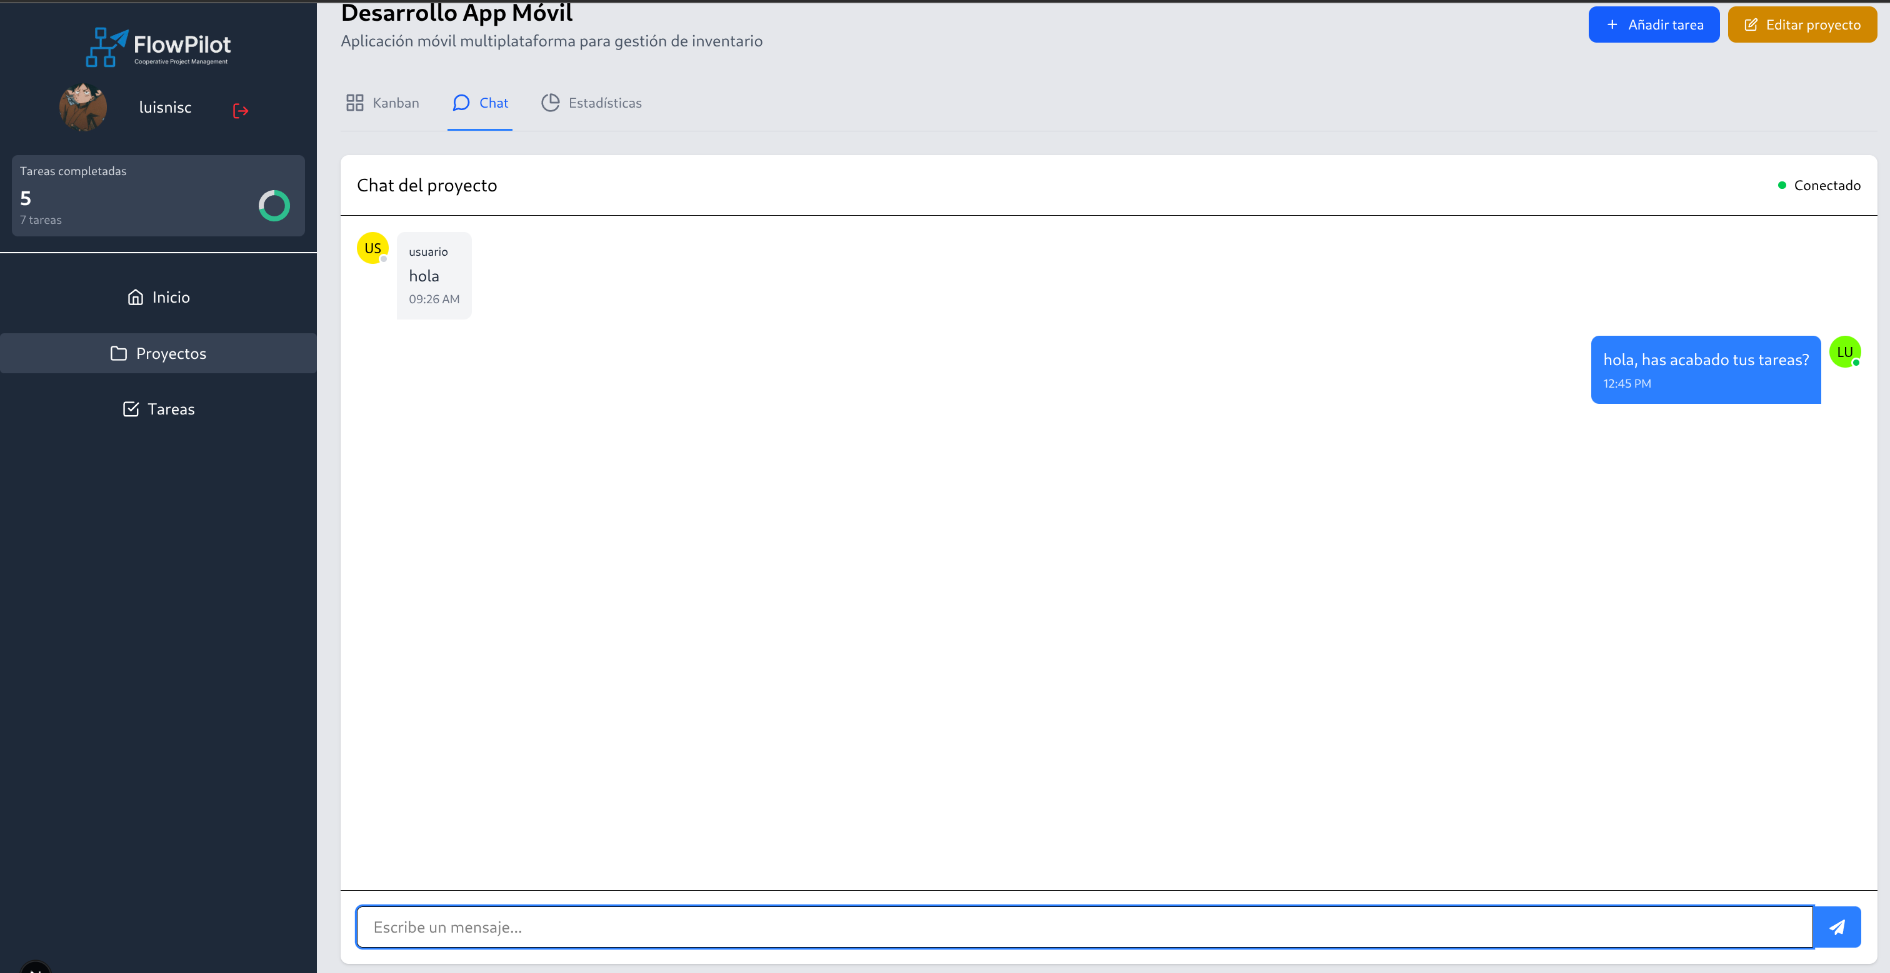 FlowPilot
Cooperative Project Management
luisnisc
Tareas completadas
5
7 tareas
Inicio
Proyectos
Tareas
Desarrollo App Móvil
Aplicación móvil multiplataforma para gestión de inventario
+ Añadir tarea
Editar proyecto
Kanban
Chat
Estadísticas
Chat del proyecto
Conectado
US
usuario
hola
09:26 AM
hola, has acabado tus tareas?
12:45 PM
LU
Escribe un mensaje...